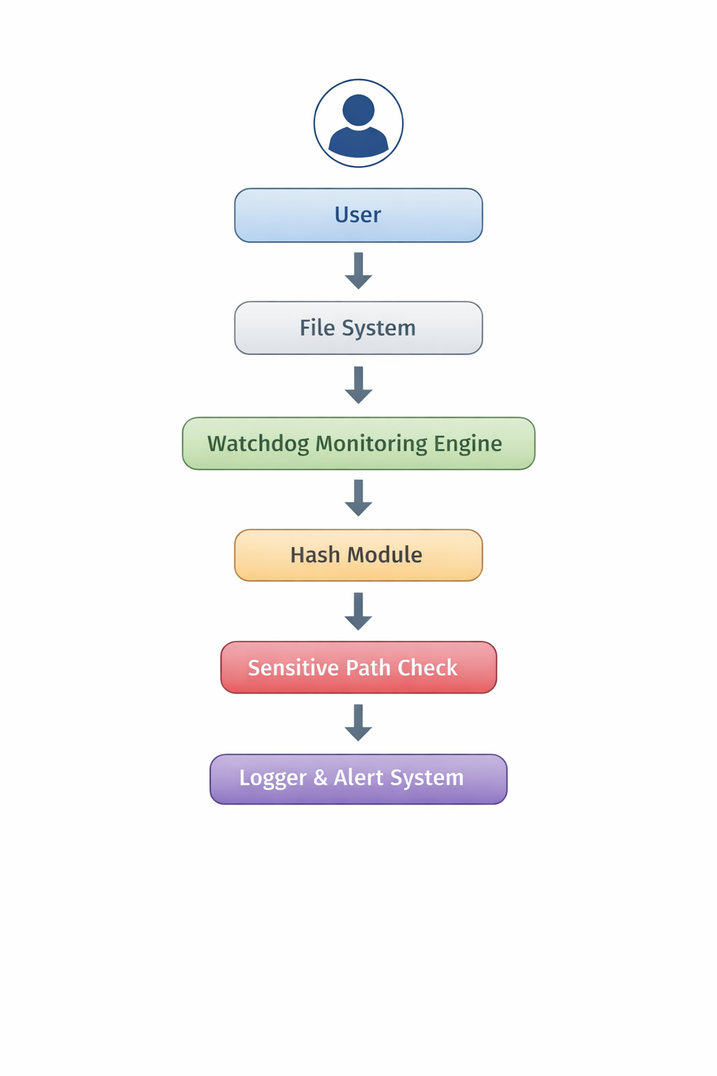 User
File System
Watchdog Monitoring Engine
Hash Module
Sensitive Path Check
Logger & Alert System